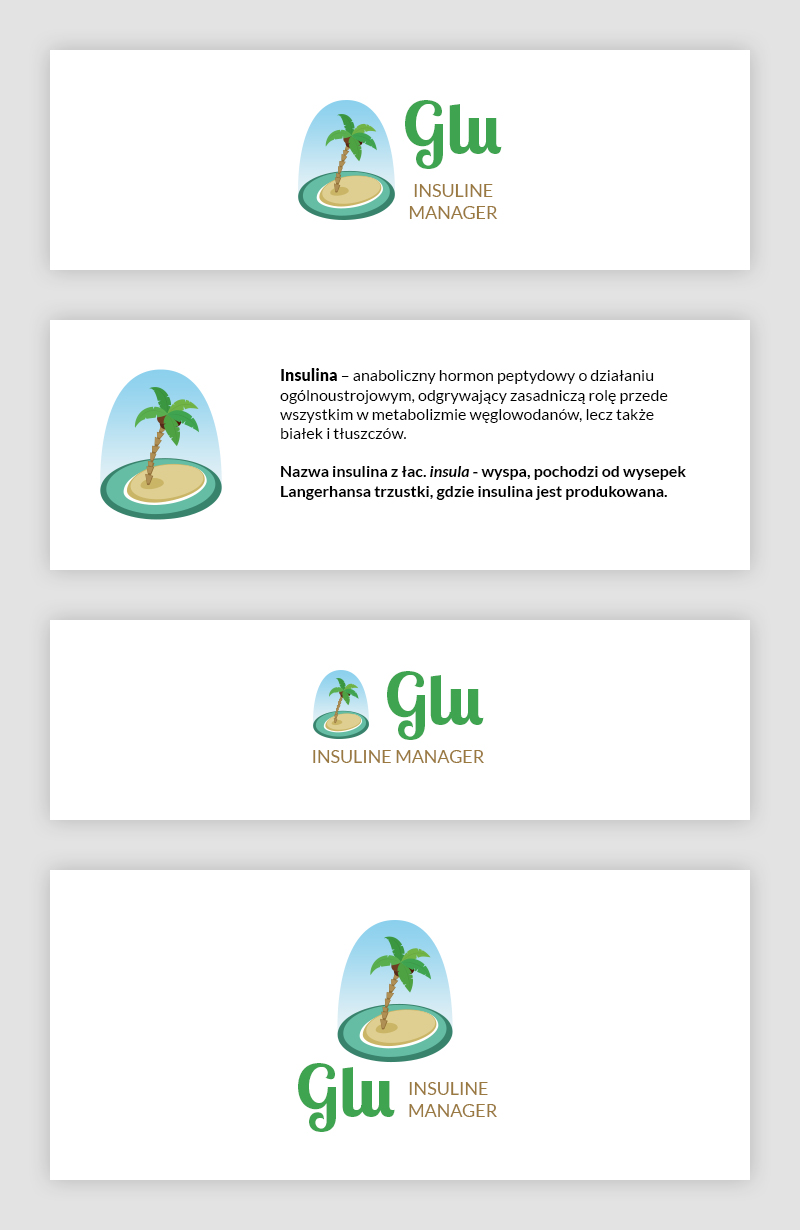 Glu
INSULINE
MANAGER
Insulina – anaboliczny hormon peptydowy o działaniu
ogólnoustrojowym, odgrywający zasadniczą rolę przede
wszystkim w metabolizmie węglowodanów, lecz także
białek i tłuszczów.
Nazwa insulina z łac. insula - wyspa, pochodzi od wysepek
Langerhansa trzustki, gdzie insulina jest produkowana.
Glu
INSULINE MANAGER
Glu
INSULINE
MANAGER